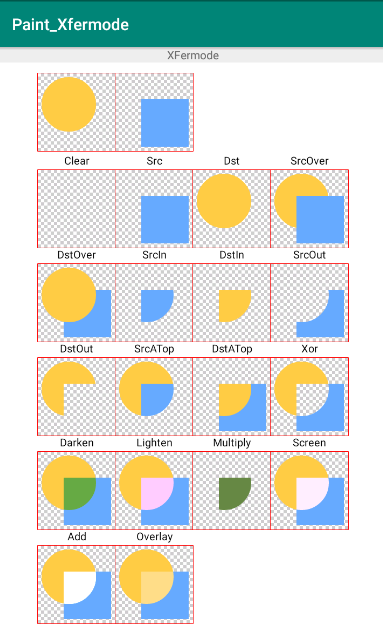 Paint_Xfermode
XFermode
Clear Src Dst SrcOver
DstOver SrcIn DstIn SrcOut
DstOut SrcATop DstATop Xor
Darken Lighten Multiply Screen
Add Overlay